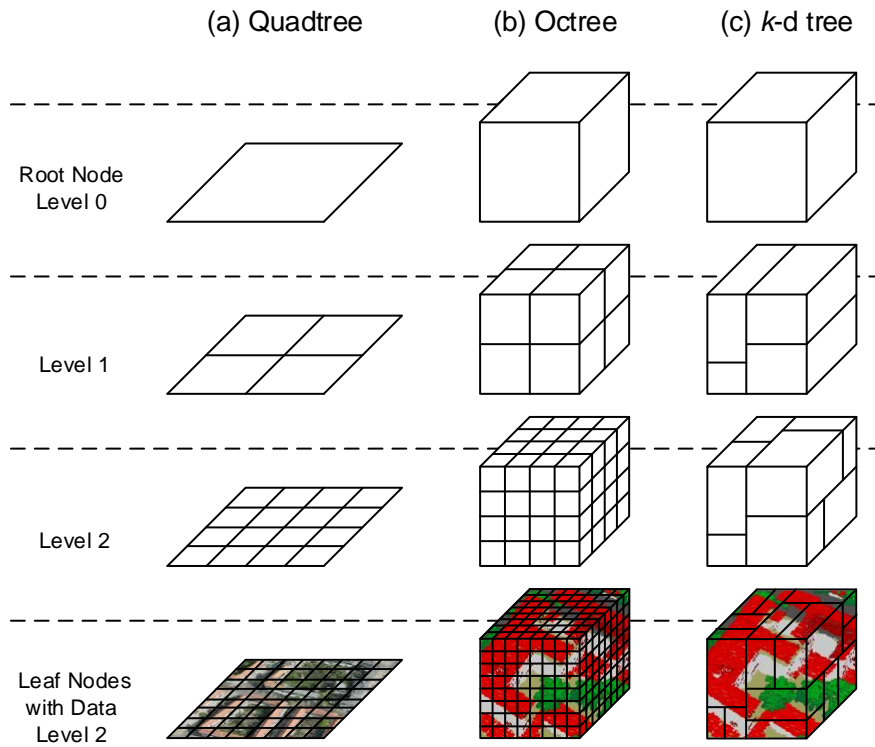 (a) Quadtree
(b) Octree
(c) k-d tree
Root Node
Level 0
Level 1
Level 2
Leaf Nodes
with Data
Level 2